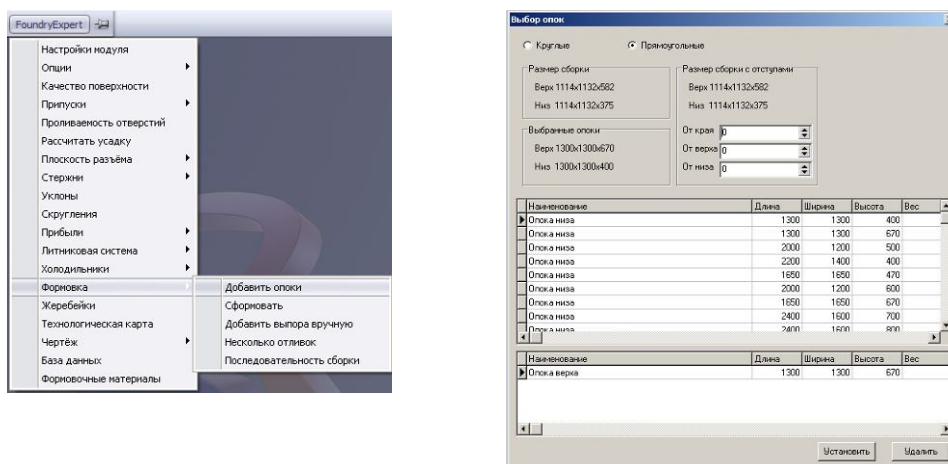 FoundryExpert
Настройки модуля
Опции
Качество поверхности
Припуски
Проливаемость отверстий
Рассчитать усадку
Плоскость разъёма
Стержни
Уклоны
Скругления
Прибыли
Литниковая система
Холодильники
Формовка
Жеребейки
Технологическая карта
Чертёж
База данных
Формовочные материалы
Добавить опоки
Сформовать
Добавить выпора вручную
Несколько отливок
Последовательность сборки
Выбор опок
Круглые Прямоугольные
Размер сборки
Верх 1114x1132x582
Низ 1114x1132x375
Размер сборки с отступами
Верх 1114x1132x582
Низ 1114x1132x375
Выбранные опоки
Верх 1300x1300x670
Низ 1300x1300x400
От края 0
От верха 0
От низа 0
Наименование Длина Ширина Высота Вес
Опока низа 1300 1300 400
Опока низа 1300 1300 670
Опока низа 2000 1200 500
Опока низа 2200 1400 400
Опока низа 1650 1650 470
Опока низа 2000 1200 600
Опока низа 1650 1650 670
Опока низа 2400 1600 700
Опока низа 2400 1600 800
Наименование Длина Ширина Высота Вес
Опока верха 1300 1300 670
Установить Удалить